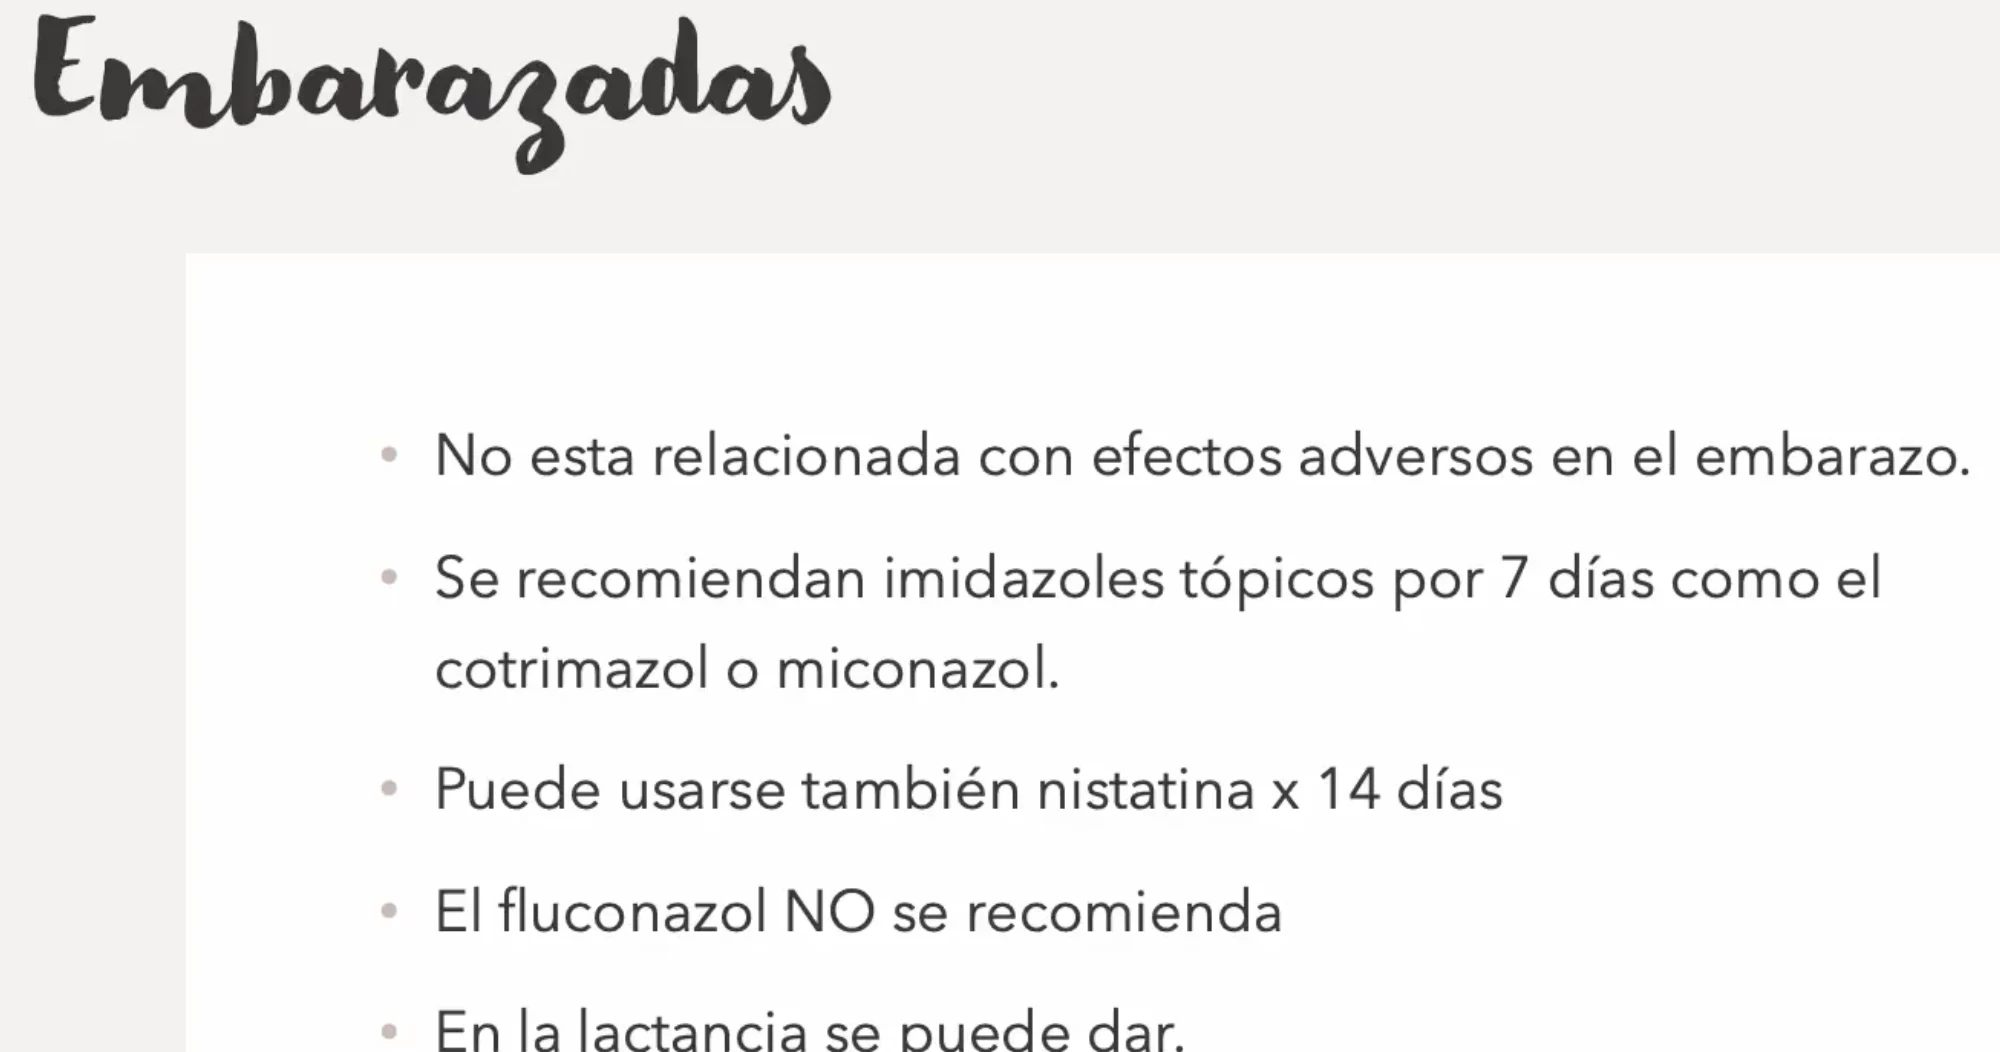 Embarazadas
• No esta relacionada con efectos adversos en el embarazo.
• Se recomiendan imidazoles tópicos por 7 días como el
cotrimazol o miconazol.
• Puede usarse también nistatina x 14 días
• El fluconazol NO se recomienda
• En la lactancia se puede dar.